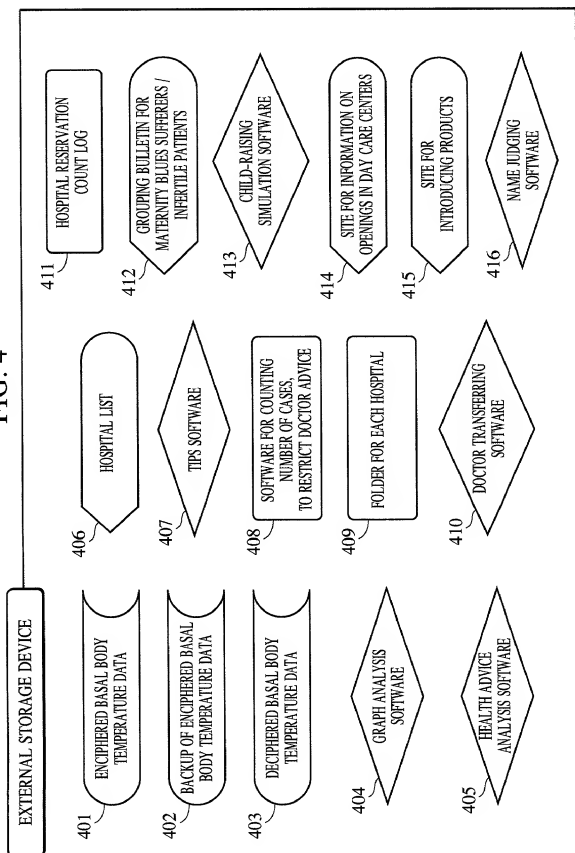 FIG. 4
EXTERNAL STORAGE DEVICE
401
ENCIPHERED BASAL BODY
TEMPERATURE DATA
402
BACKUP OF ENCIPHERED BASAL
BODY TEMPERATURE DATA
403
DECIPHERED BASAL BODY
TEMPERATURE DATA
404
GRAPH ANALYSIS
SOFTWARE
405
HEALTH ADVICE
ANALYSIS SOFTWARE
406
HOSPITAL LIST
407
TIPS SOFTWARE
408
SOFTWARE FOR COUNTING
NUMBER OF CASES,
TO RESTRICT DOCTOR ADVICE
409
FOLDER FOR EACH HOSPITAL
410
DOCTOR TRANSFERRING
SOFTWARE
411
HOSPITAL RESERVATION
COUNT LOG
412
GROUPING BULLETIN FOR
MATERNITY BLUES SUFFERERS /
INFERTILE PATIENTS
413
CHILD-RAISING
SIMULATION SOFTWARE
414
SITE FOR INFORMATION ON
OPENINGS IN DAY CARE CENTERS
415
SITE FOR
INTRODUCING PRODUCTS
416
NAME JUDGING
SOFTWARE